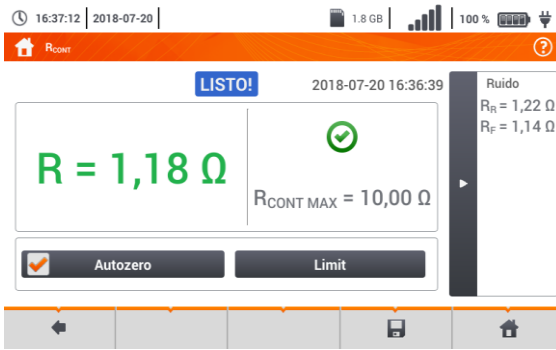 16:37:12 2018-07-20 1.8 GB 100 %
RCONT
LISTO! 2018-07-20 16:36:39
R = 1,18 Ω
RCONT MAX = 10,00 Ω
Ruido
RR = 1,22 Ω
RF = 1,14 Ω
Autozero Limit